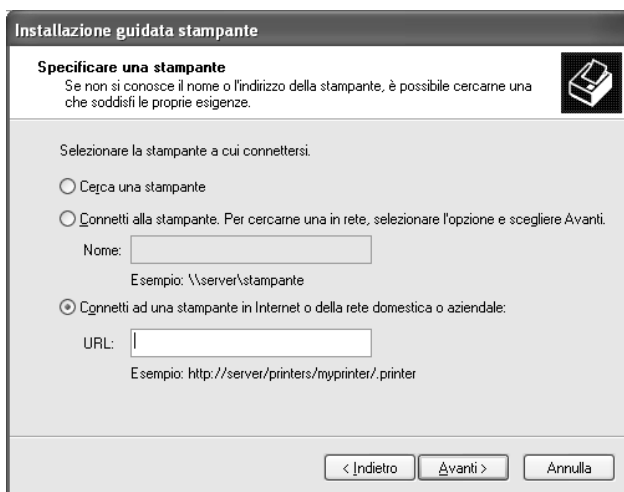 Installazione guidata stampante
Specificare una stampante
Se non si conosce il nome o l'indirizzo della stampante, è possibile cercarne una
che soddisfi le proprie esigenze.
Selezionare la stampante a cui connettersi.
Cerca una stampante
Connetti alla stampante. Per cercarne una in rete, selezionare l'opzione e scegliere Avanti.
Nome:
Esempio: \\server\stampante
Connetti ad una stampante in Internet o della rete domestica o aziendale:
URL:
Esempio: http://server/printers/myprinter/.printer
< Indietro Avanti > Annulla